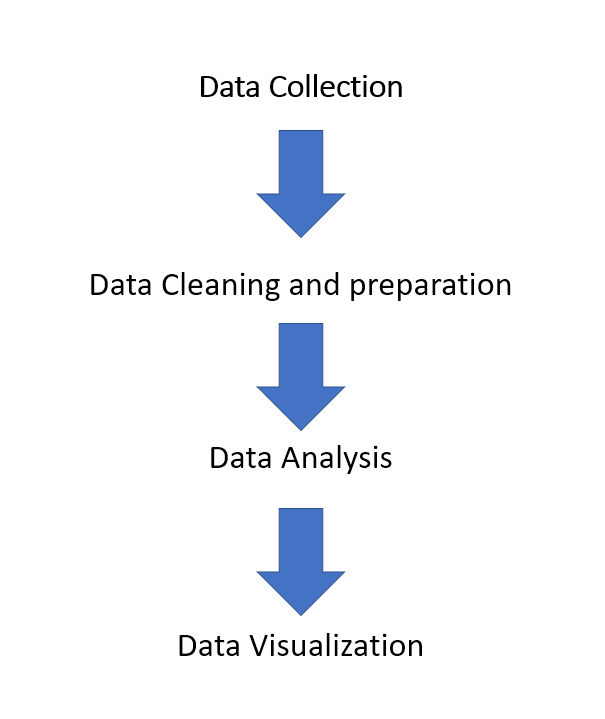 Data Collection
Data Cleaning and preparation
Data Analysis
Data Visualization